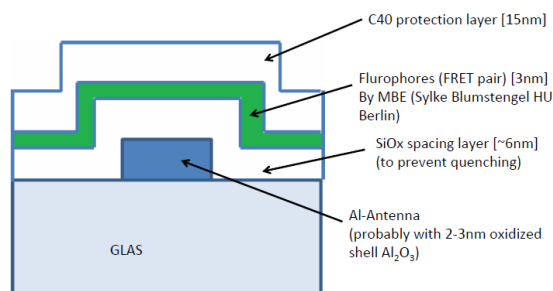 C40 protection layer [15nm]
Flurophores (FRET pair) [3nm]
By MBE (Sylke Blumstengel HU
Berlin)
SiOx spacing layer [~6nm]
(to prevent quenching)
Al-Antenna
(probably with 2-3nm oxidized
shell Al₂O₃)
GLAS